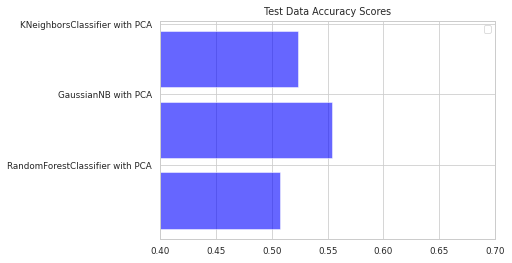 Test Data Accuracy Scores
KNeighborsClassifier with PCA
GaussianNB with PCA
RandomForestClassifier with PCA
0.40 0.45 0.50 0.55 0.60 0.65 0.70